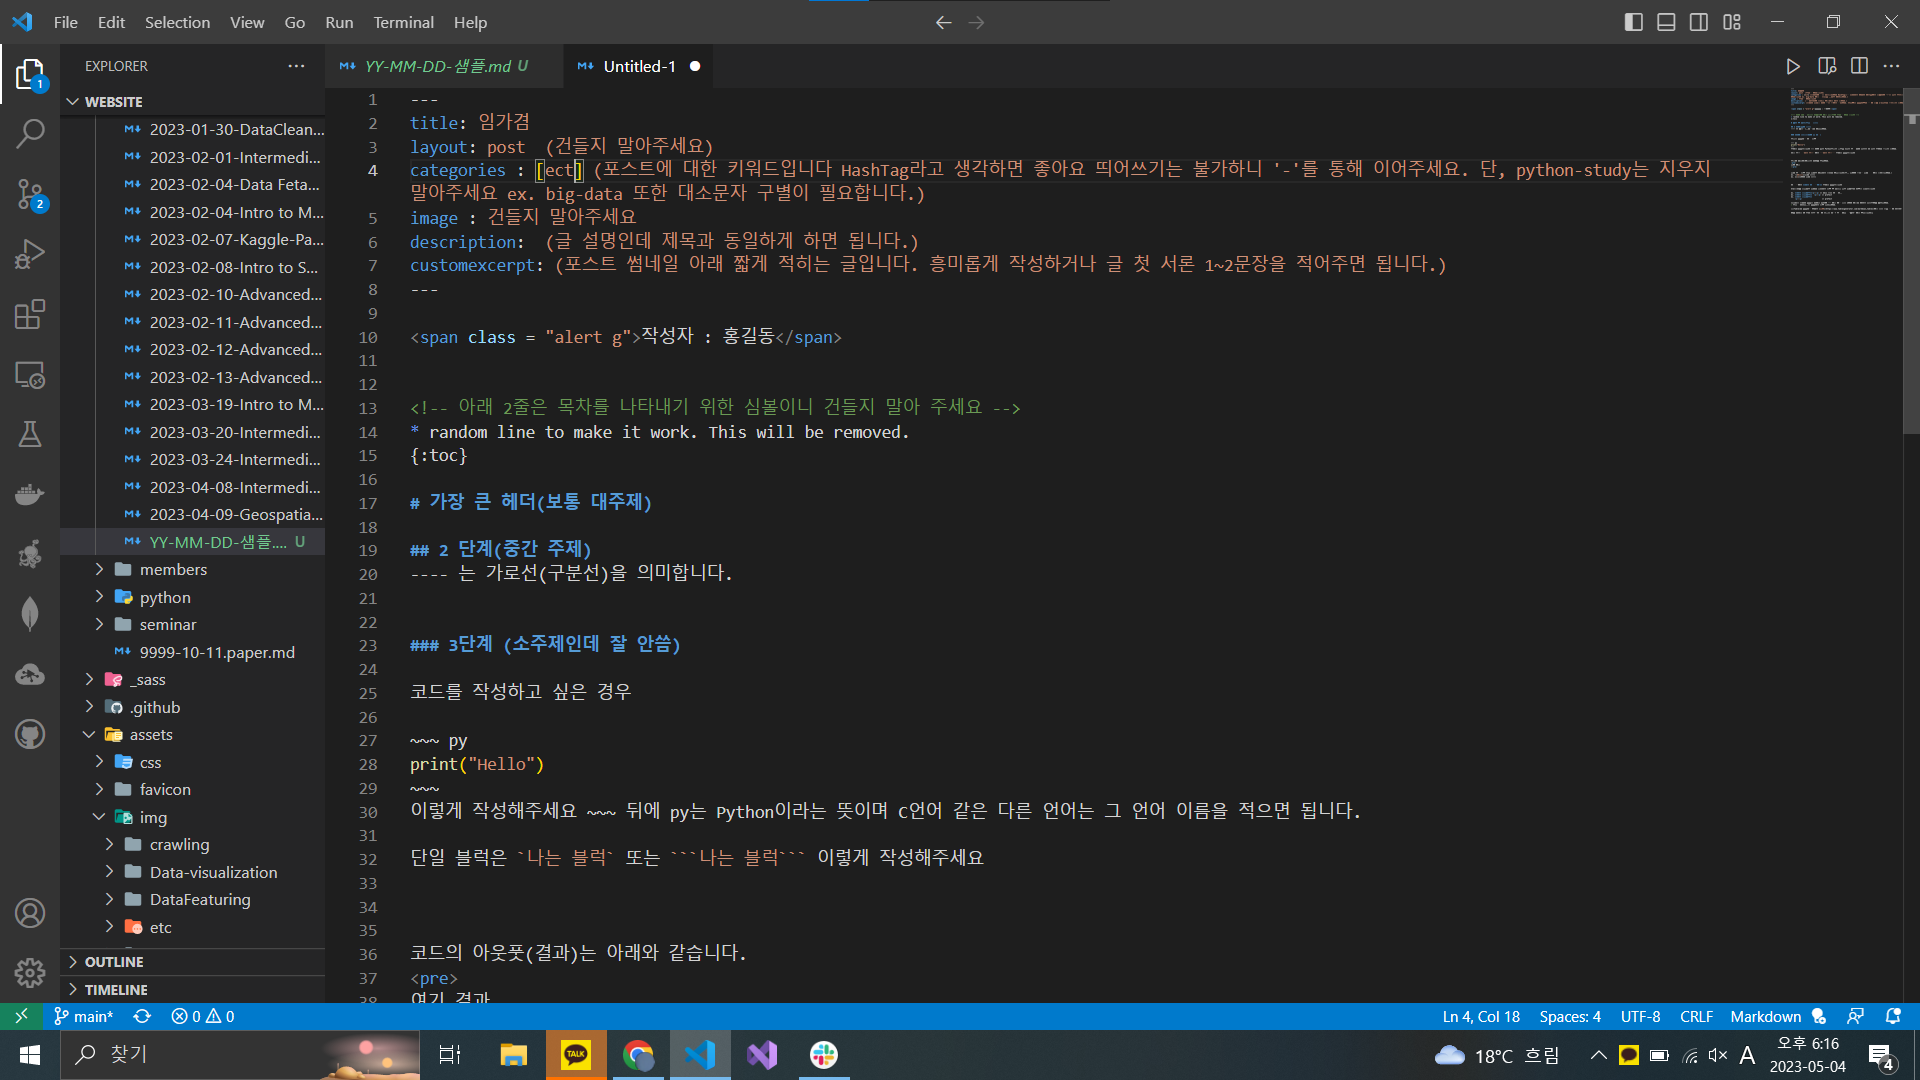 File Edit Selection View Go Run Terminal Help
EXPLORER
WEBSITE
2023-01-30-DataClean...
2023-02-01-Intermedi...
2023-02-04-Data Feta...
2023-02-04-Intro to M...
2023-02-07-Kaggle-Pa...
2023-02-08-Intro to S...
2023-02-10-Advanced...
2023-02-11-Advanced...
2023-02-12-Advanced...
2023-02-13-Advanced...
2023-03-19-Intro to M...
2023-03-20-Intermedi...
2023-03-24-Intermedi...
2023-04-08-Intermedi...
2023-04-09-Geospatia...
YY-MM-DD-샘플.... U
members
python
seminar
9999-10-11.paper.md
_sass
.github
assets
css
favicon
img
crawling
Data-visualization
DataFeaturing
etc
OUTLINE
TIMELINE
1
2
YY-MM-DD-샘플.md U
Untitled-1
1 ---
2 title: 임가겸
3 layout: post (건들지 말아주세요)
4 categories : [ect] (포스트에 대한 키워드입니다 HashTag라고 생각하면 좋아요 띄어쓰기는 불가하니 '-'를 통해 이어주세요. 단, python-study는 지우지
말아주세요 ex. big-data 또한 대소문자 구별이 필요합니다.)
5 image : 건들지 말아주세요
6 description: (글 설명인데 제목과 동일하게 하면 됩니다.)
7 customexcerpt: (포스트 썸네일 아래 짧게 적히는 글입니다. 흥미롭게 작성하거나 글 첫 서론 1~2문장을 적어주면 됩니다.)
8 ---
9
10 <span class = "alert g">작성자 : 홍길동</span>
11
12
13 <!-- 아래 2줄은 목차를 나타내기 위한 심볼이니 건들지 말아 주세요 -->
14 * random line to make it work. This will be removed.
15 {:toc}
16
17 # 가장 큰 헤더(보통 대주제)
18
19 ## 2 단계(중간 주제)
20 ---- 는 가로선(구분선)을 의미합니다.
21
22
23 ### 3단계 (소주제인데 잘 안씀)
24
25 코드를 작성하고 싶은 경우
26
27 ~~~ py
28 print("Hello")
29 ~~~
30 이렇게 작성해주세요 ~~~ 뒤에 py는 Python이라는 뜻이며 C언어 같은 다른 언어는 그 언어 이름을 적으면 됩니다.
31
32 단일 블럭은 `나는 블럭` 또는 ```나는 블럭``` 이렇게 작성해주세요
33
34
35
36 코드의 아웃풋(결과)는 아래와 같습니다.
37 <pre>
38 여기 결과
main* 0 0
Ln 4, Col 18 Spaces: 4 UTF-8 CRLF Markdown
찾기
TALK
18°C 흐림
A
오후 6:16
2023-05-04
4